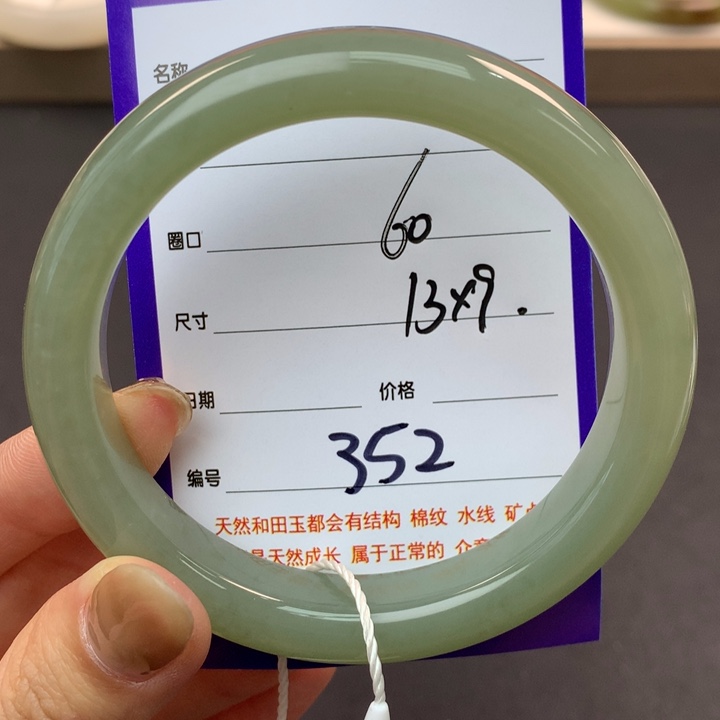 名称
圈口 60
尺寸 13x9.
日期 价格
编号 352
天然和田玉都会有结构 棉纹 水线 矿点
是天然成长 属于正常的